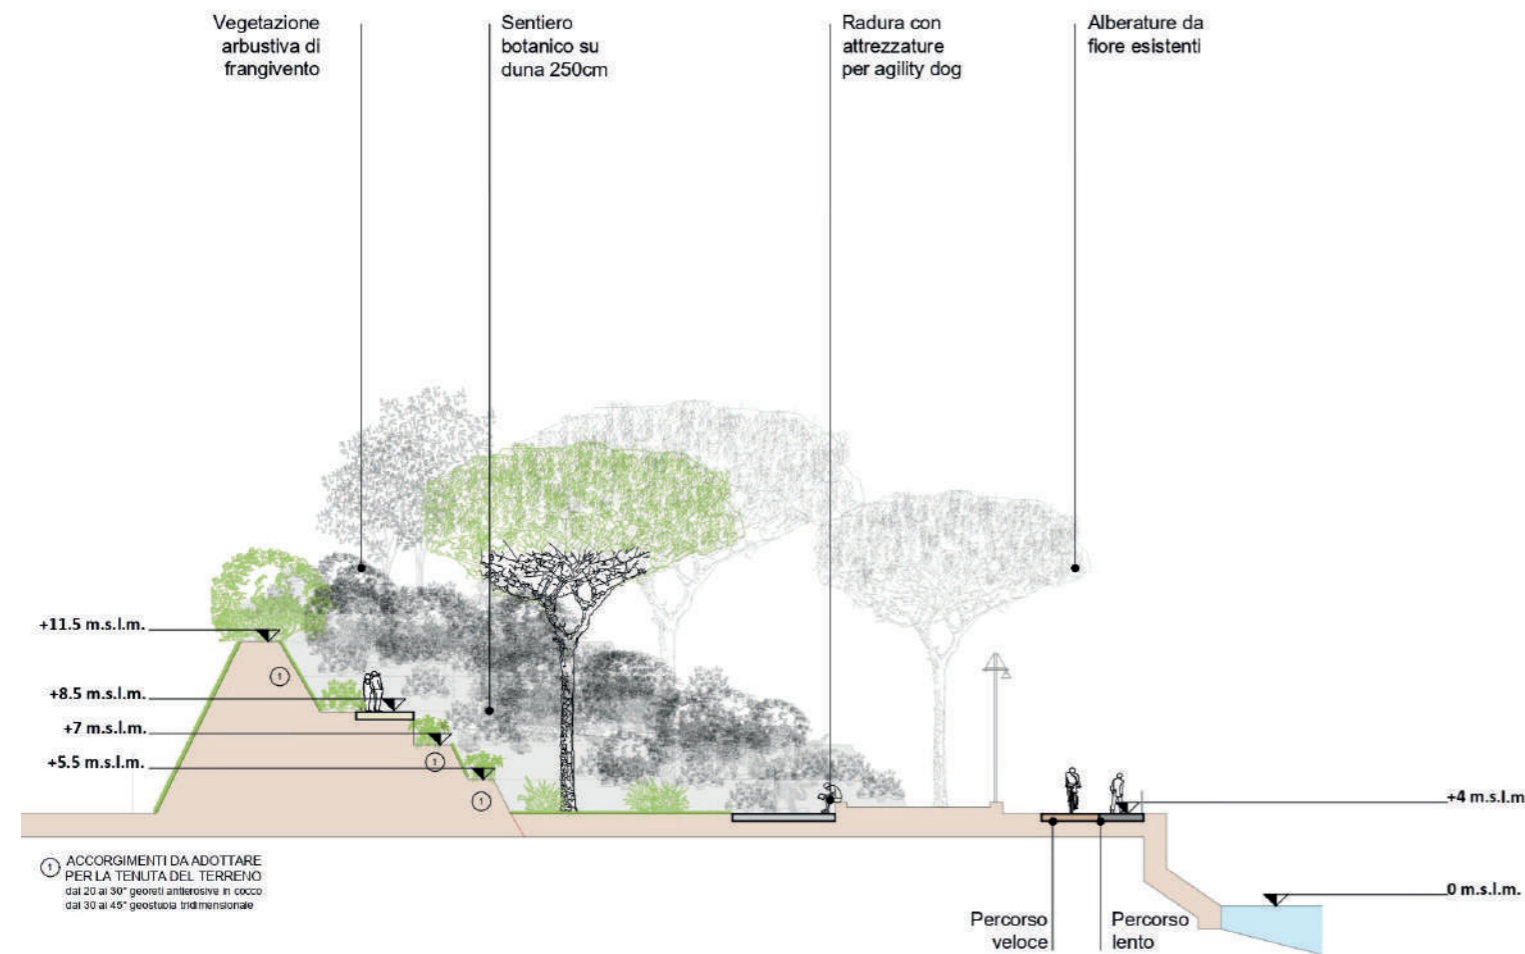 Vegetazione
arbustiva di
frangivento
Sentiero
botanico su
duna 250cm
Radura con
attrezzature
per agility dog
Alberature da
fiore esistenti
+11.5 m.s.l.m.
+8.5 m.s.l.m.
+7 m.s.l.m.
+5.5 m.s.l.m.
1
1
1
+4 m.s.l.m
0 m.s.l.m.
1
ACCORGIMENTI DA ADOTTARE
PER LA TENUTA DEL TERRENO
dai 20 ai 30° georeti antierosive in cocco
dai 30 ai 45° geostuoia tridimensionale
Percorso
veloce
Percorso
lento